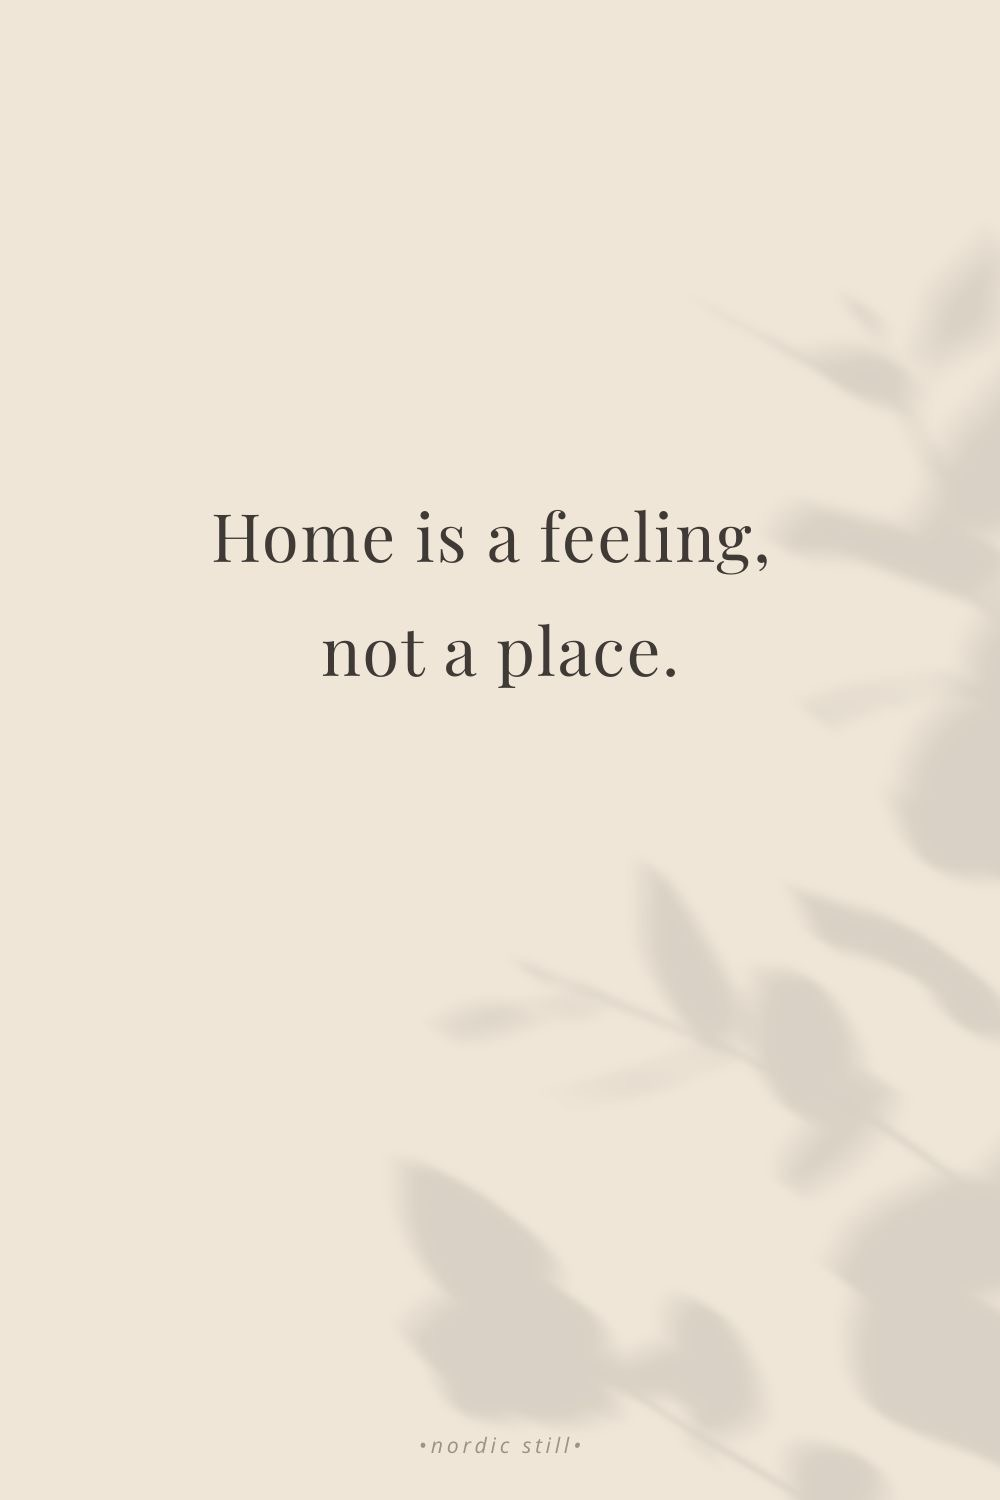 Home is a feeling,
not a place.
•nordic still•